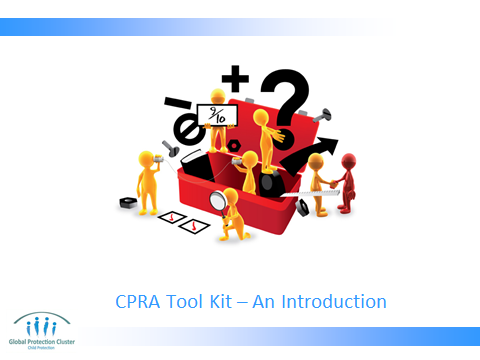 9/10
CPRA Tool Kit – An Introduction
Global Protection Cluster
Child Protection